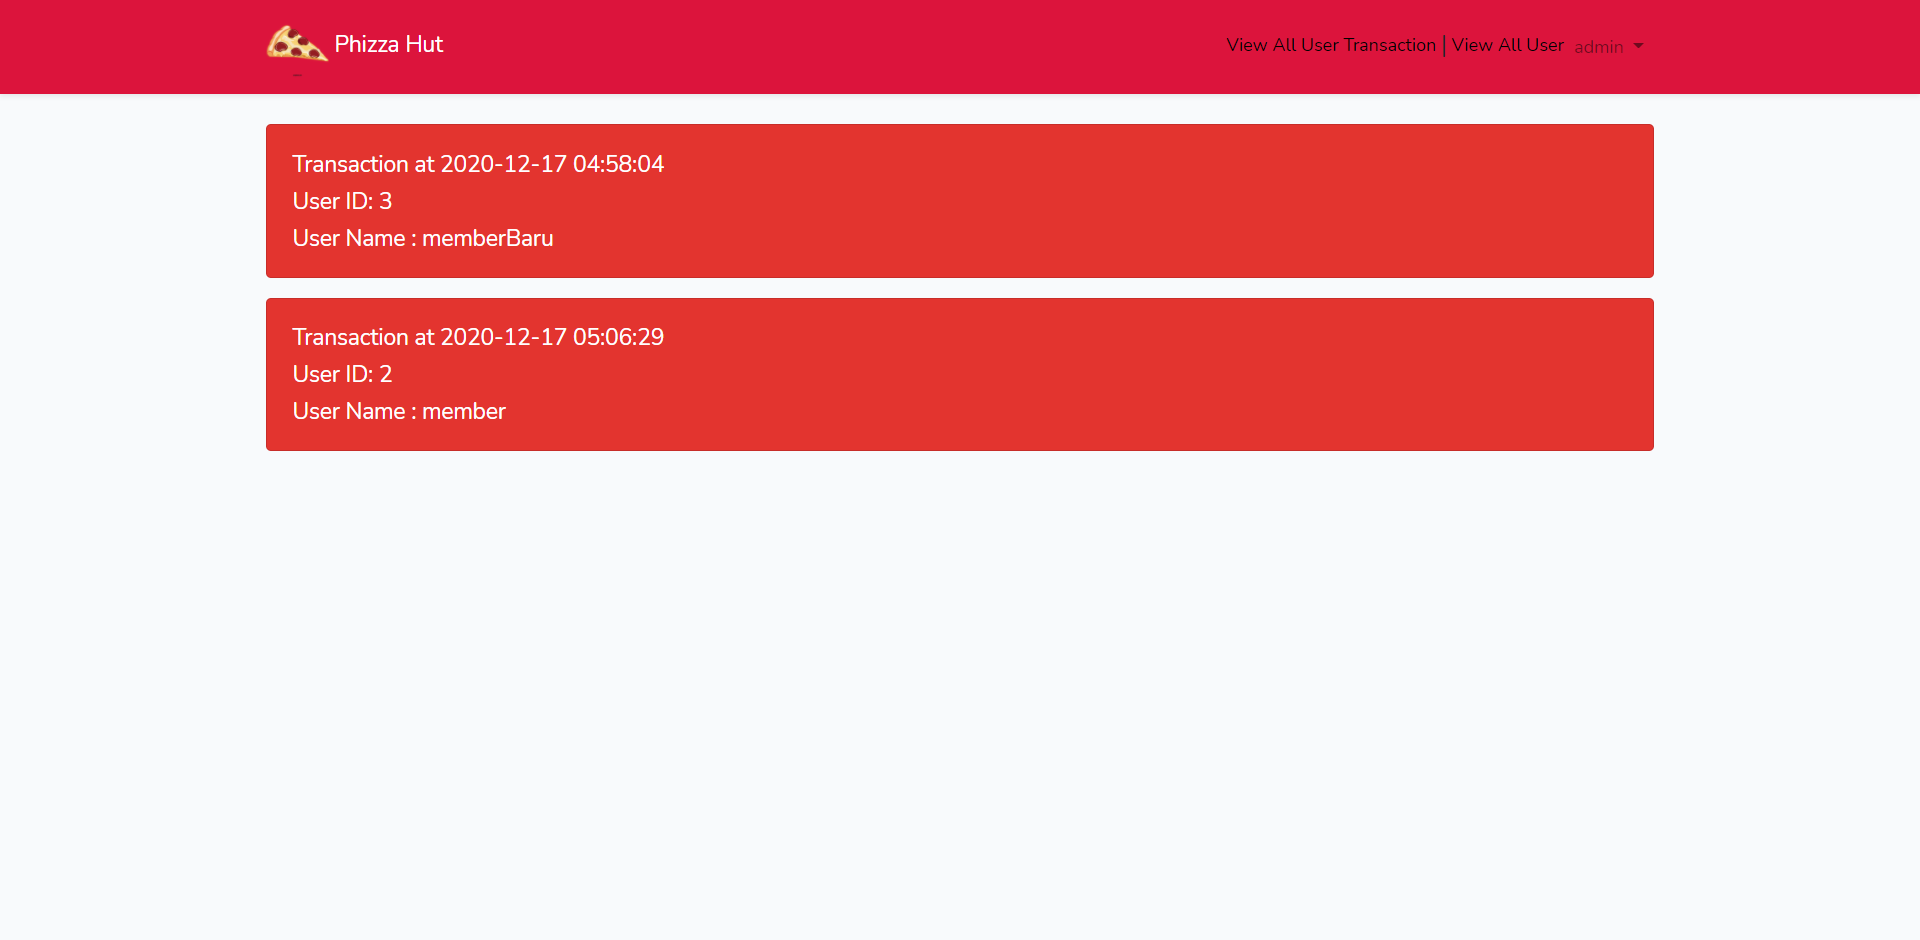 Phizza Hut
View All User Transaction | View All User admin
Transaction at 2020-12-17 04:58:04
User ID: 3
User Name : memberBaru
Transaction at 2020-12-17 05:06:29
User ID: 2
User Name : member